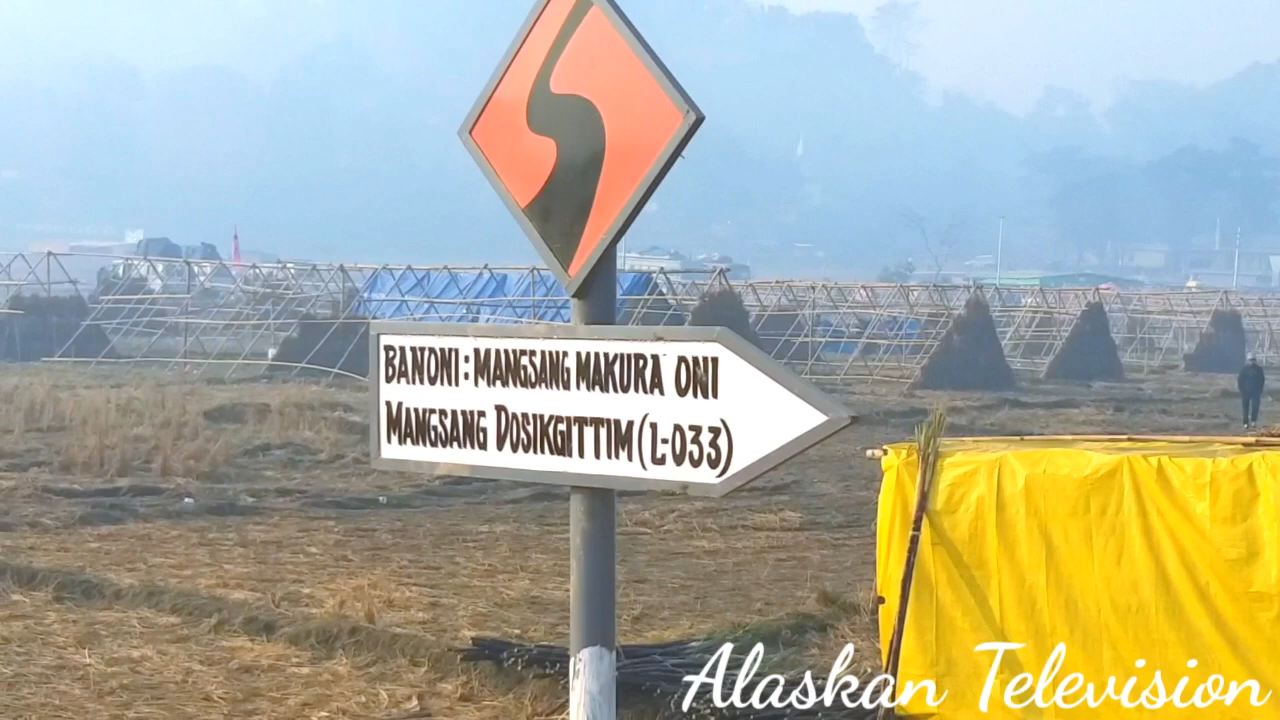 BANONI : MANGSANG MAKURA ONI
MANGSANG DOSIKGITTIM (L-033)
Alaskan Television